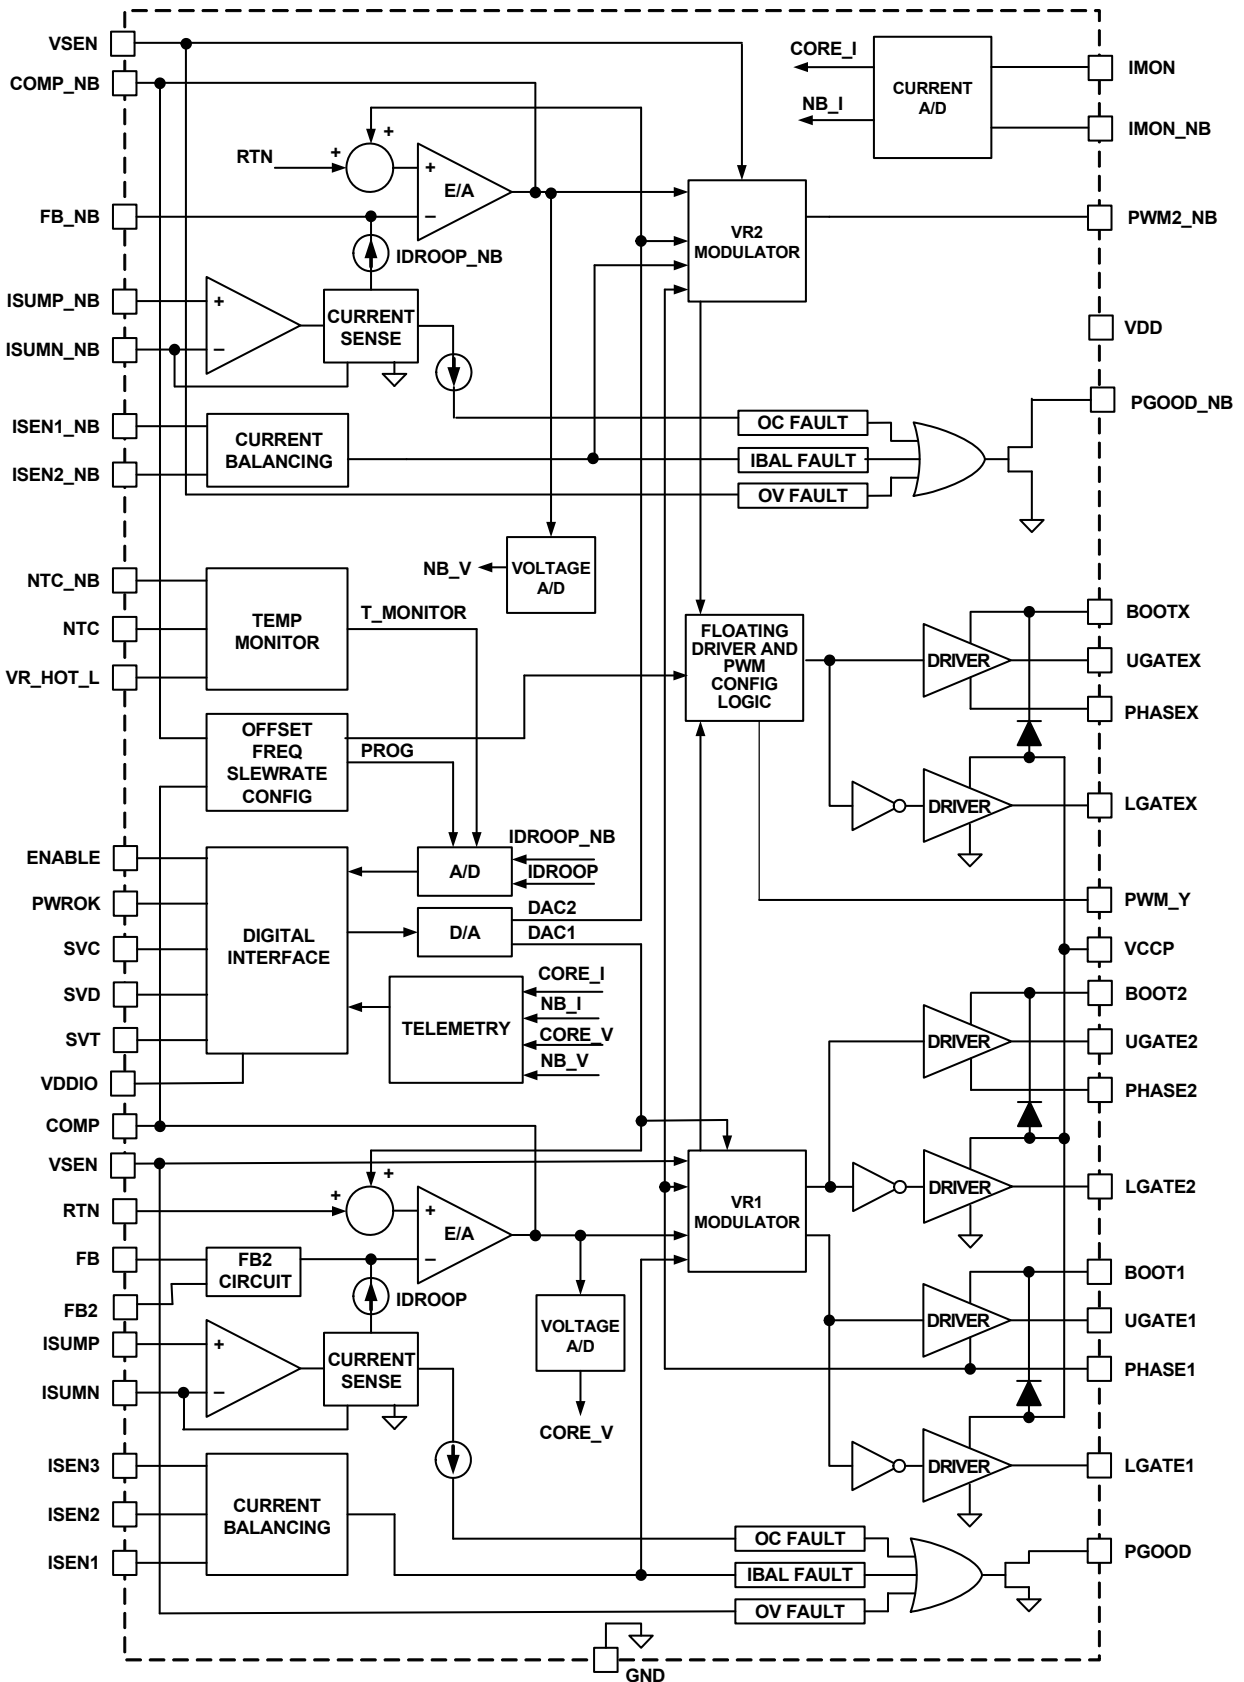 VSEN
COMP_NB
RTN
+
+
+
E/A
−
FB_NB
IDROOP_NB
ISUMP_NB
+
CURRENT
SENSE
ISUMN_NB
−
ISEN1_NB
CURRENT
BALANCING
ISEN2_NB
CORE_I
NB_I
CURRENT
A/D
IMON
IMON_NB
VR2
MODULATOR
PWM2_NB
VDD
PGOOD_NB
OC FAULT
IBAL FAULT
OV FAULT
NB_V
VOLTAGE
A/D
NTC_NB
NTC
VR_HOT_L
TEMP
MONITOR
T_MONITOR
OFFSET
FREQ
SLEWRATE
CONFIG
PROG
FLOATING
DRIVER AND
PWM
CONFIG
LOGIC
DRIVER
BOOTX
UGATEX
PHASEX
DRIVER
LGATEX
ENABLE
PWROK
SVC
SVD
SVT
VDDIO
DIGITAL
INTERFACE
A/D
IDROOP_NB
IDROOP
D/A
DAC2
DAC1
TELEMETRY
CORE_I
NB_I
CORE_V
NB_V
PWM_Y
VCCP
BOOT2
DRIVER
UGATE2
PHASE2
DRIVER
LGATE2
COMP
VSEN
RTN
+
+
+
E/A
−
FB
FB2
CIRCUIT
FB2
IDROOP
ISUMP
+
CURRENT
SENSE
ISUMN
−
VR1
MODULATOR
VOLTAGE
A/D
CORE_V
BOOT1
DRIVER
UGATE1
PHASE1
DRIVER
LGATE1
ISEN3
ISEN2
ISEN1
CURRENT
BALANCING
OC FAULT
IBAL FAULT
OV FAULT
PGOOD
GND